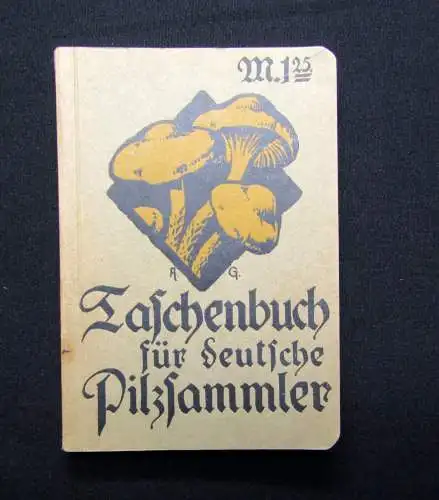 M.1 25.
A G.
Taschenbuch
für deutsche
Pilzsammler